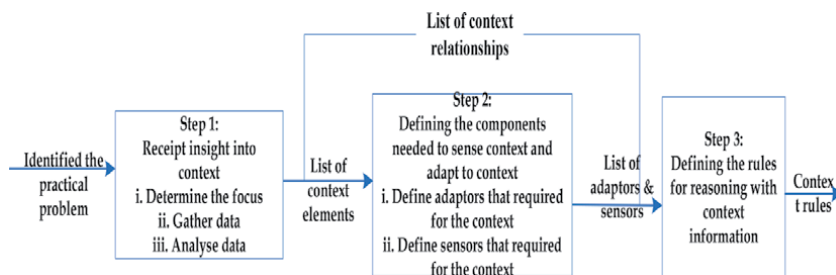 List of context
relationships
Identified the
practical
problem
Step 1:
Receipt insight into
context
i. Determine the focus
ii. Gather data
iii. Analyse data
List of
context
elements
Step 2:
Defining the components
needed to sense context and
adapt to context
i. Define adaptors that required
for the context
ii. Define sensors that required
for the context
List of
adaptors &
sensors
Step 3:
Defining the rules
for reasoning with
context
information
Contex
t rules